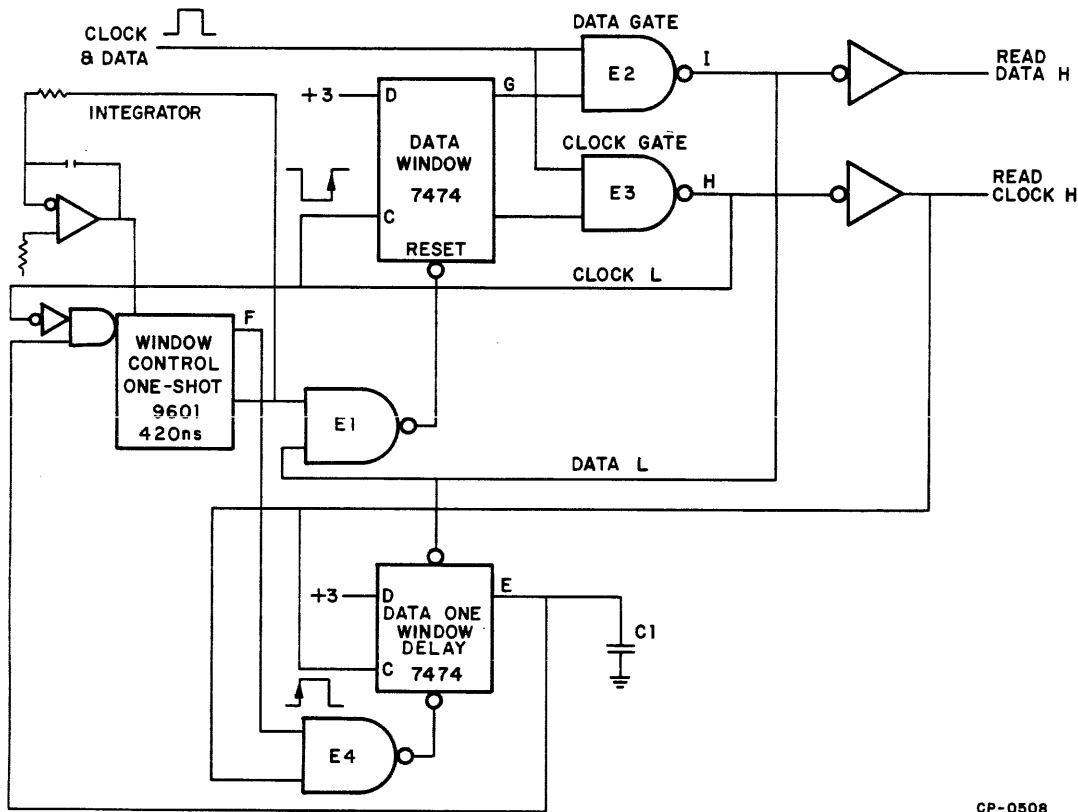 CLOCK
& DATA
DATA GATE
E2
I
READ
DATA H
INTEGRATOR
+3
D
G
DATA
WINDOW
7474
C
RESET
CLOCK GATE
E3
H
READ
CLOCK H
CLOCK L
WINDOW
CONTROL
ONE-SHOT
9601
420ns
F
E1
DATA L
+3
D
DATA ONE
WINDOW
DELAY
7474
C
E
C1
E4
CP-0508